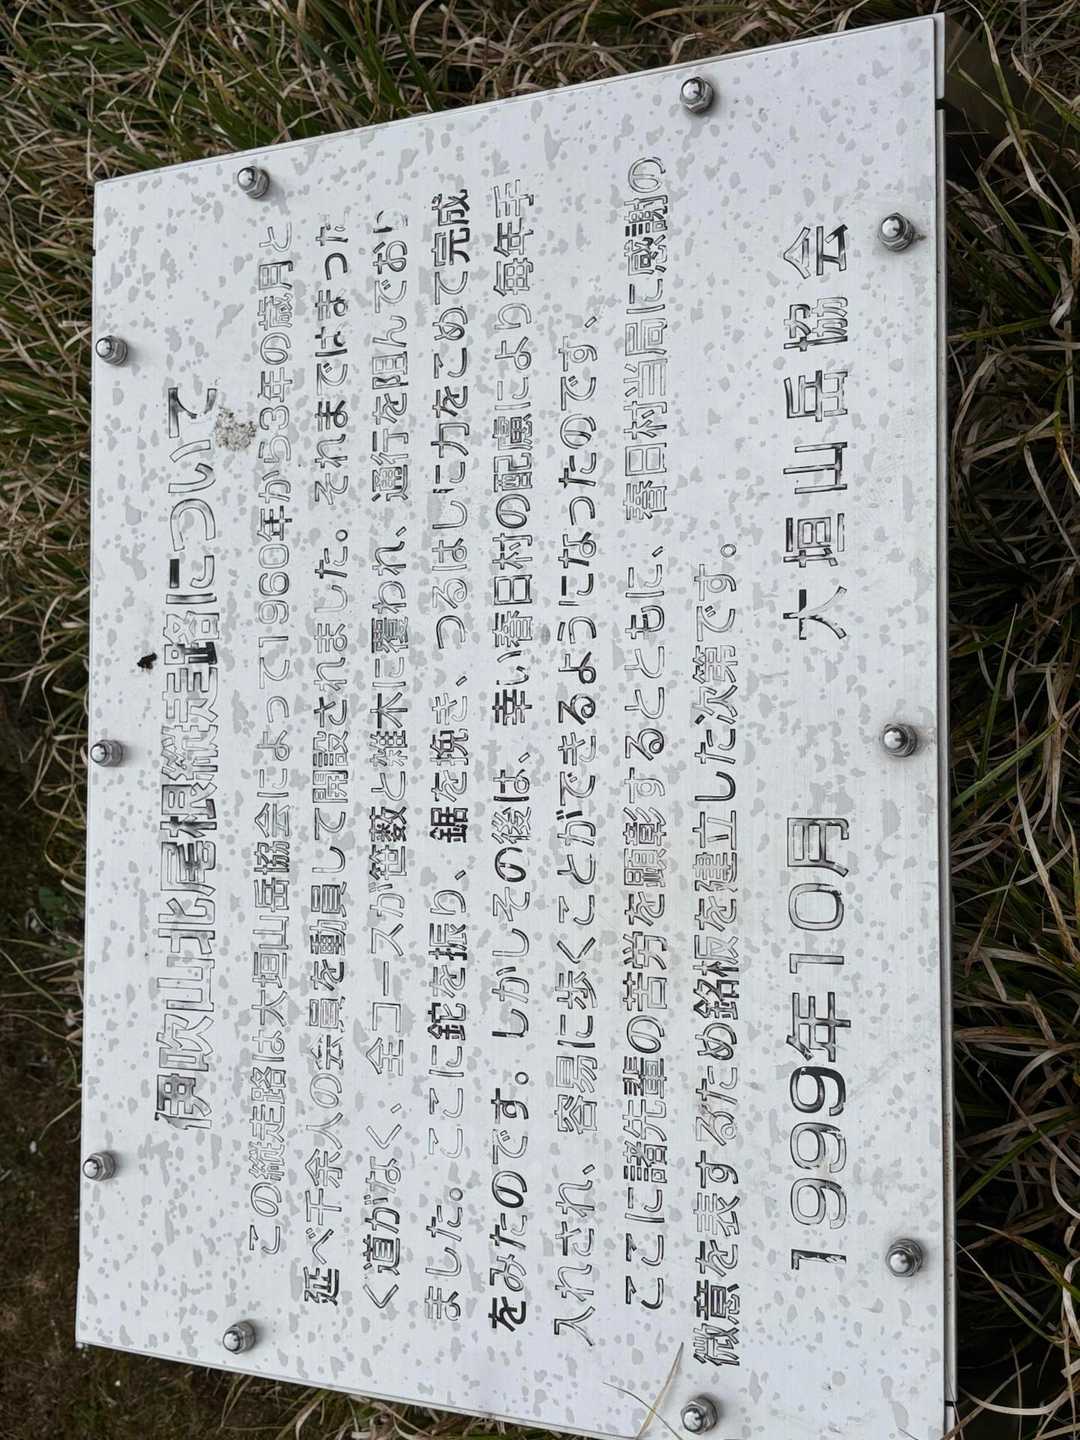 伊吹山北尾根縦走路について
この縦走路は大垣山岳協会によって1960年から3年の歳月と
延べ千余人の会員を動員して開設されました。それまではまった
く道がなく、全コースが笹藪と雑木に覆われ、通行を阻んでおり
ました。ここに鉈を振り、鋸を挽き、つるはしに力をこめて完成
をみたのです。しかしその後は、幸い春日村の配慮により毎年手
入れされ、容易に歩くことができるようになったのです、
ここに諸先輩の苦労を顕彰するとともに、春日村当局に感謝の
微意を表するため銘板を建立した次第です。
1999年10月 大垣山岳協会